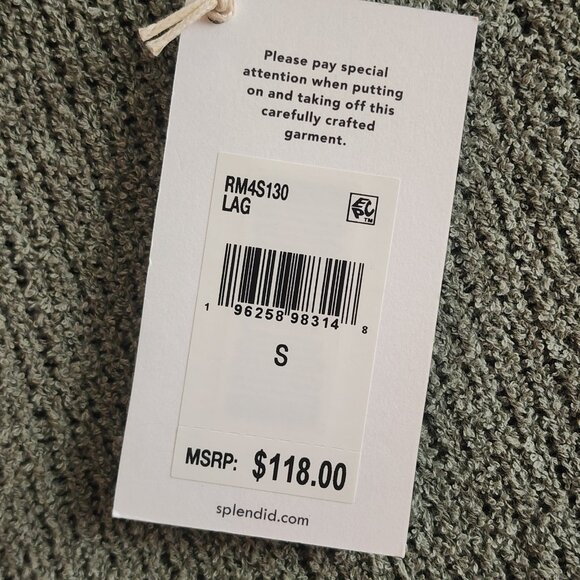 Please pay special
attention when putting
on and taking off this
carefully crafted
garment.
RM4S130
LAG
EPC™
1 96258 98314 8
S
MSRP: $118.00
splendid.com